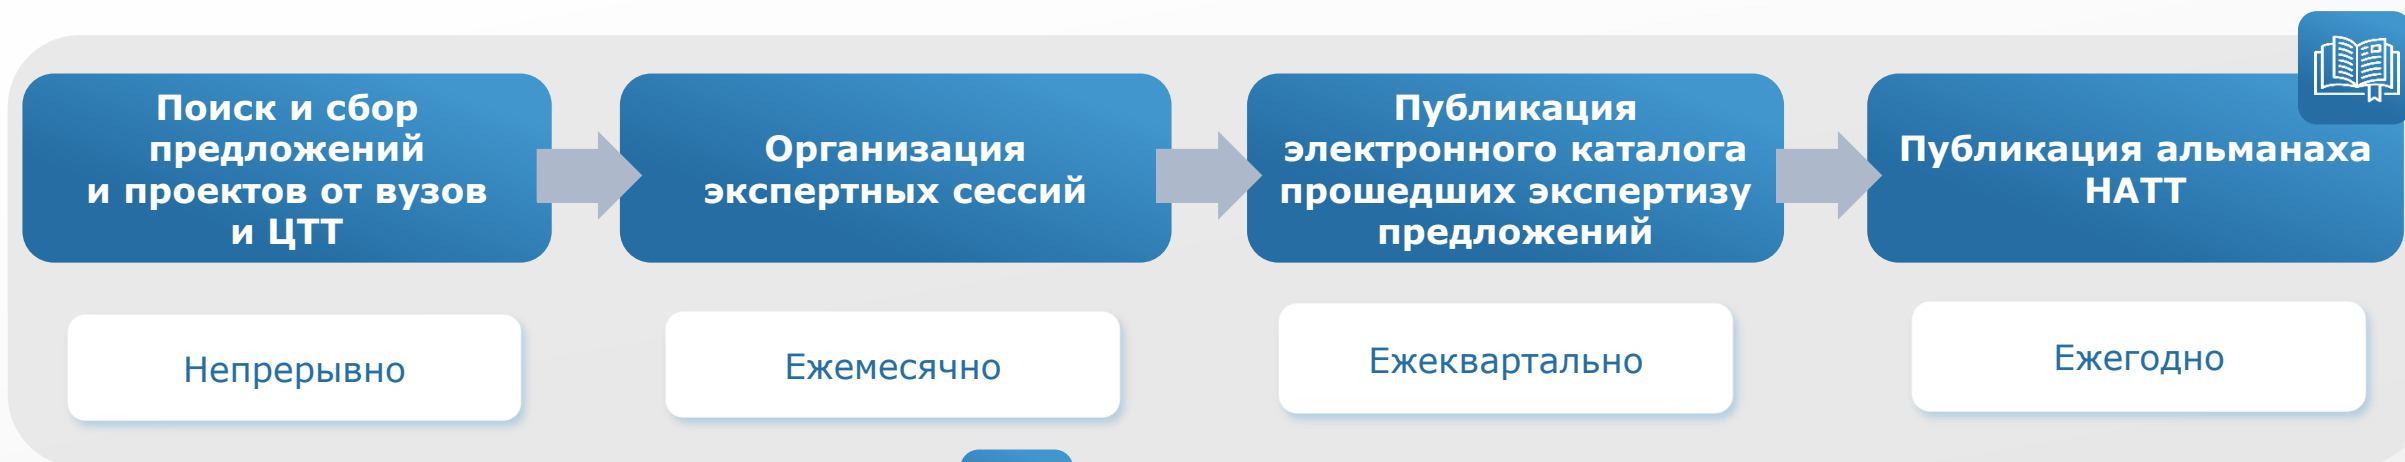 Поиск и сбор
предложений
и проектов от вузов
и ЦТТ
Организация
экспертных сессий
Публикация
электронного каталога
прошедших экспертизу
предложений
Публикация альманаха
НАТТ
Непрерывно
Ежемесячно
Ежеквартально
Ежегодно